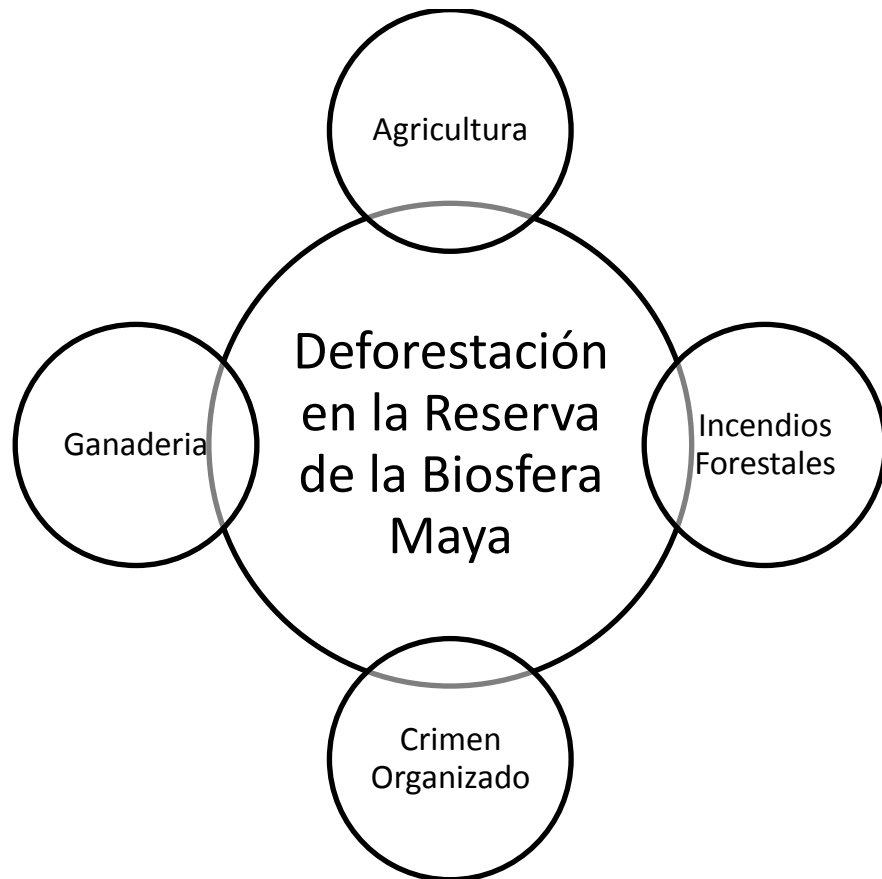 Agricultura
Deforestación
en la Reserva
de la Biosfera
Maya
Ganaderia
Incendios
Forestales
Crimen
Organizado